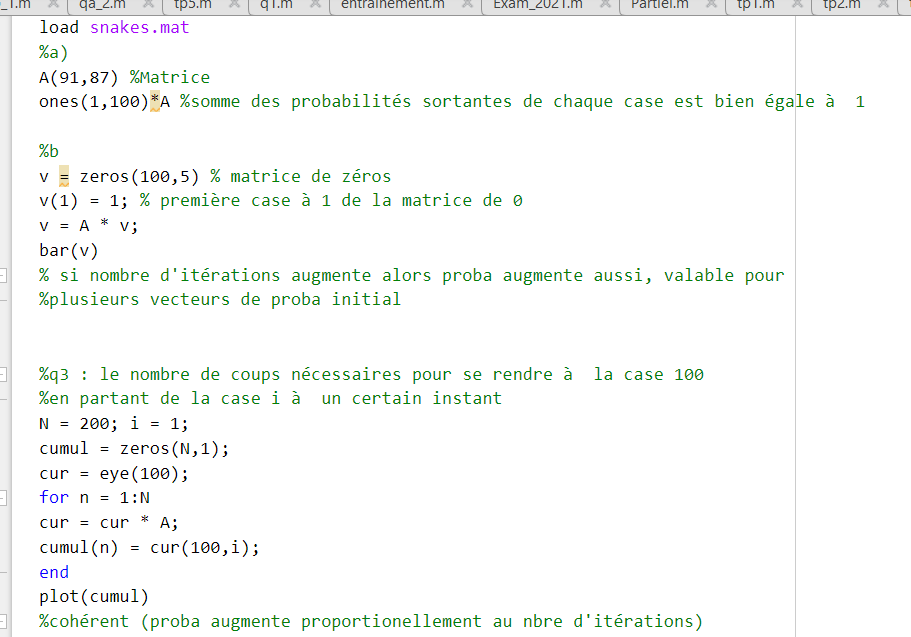 _1.m qa_2.m tp5.m q1.m entrainement.m Exam_2021.m Partiel.m tp1.m tp2.m
load snakes.mat
%a)
A(91,87) %Matrice
ones(1,100)*A %somme des probabilités sortantes de chaque case est bien égale à 1
%b
v = zeros(100,5) % matrice de zéros
v(1) = 1; % première case à 1 de la matrice de 0
v = A * v;
bar(v)
% si nombre d'itérations augmente alors proba augmente aussi, valable pour
%plusieurs vecteurs de proba initial
%q3 : le nombre de coups nécessaires pour se rendre à la case 100
%en partant de la case i à un certain instant
N = 200; i = 1;
cumul = zeros(N,1);
cur = eye(100);
for n = 1:N
cur = cur * A;
cumul(n) = cur(100,i);
end
plot(cumul)
%cohérent (proba augmente proportionellement au nbre d'itérations)